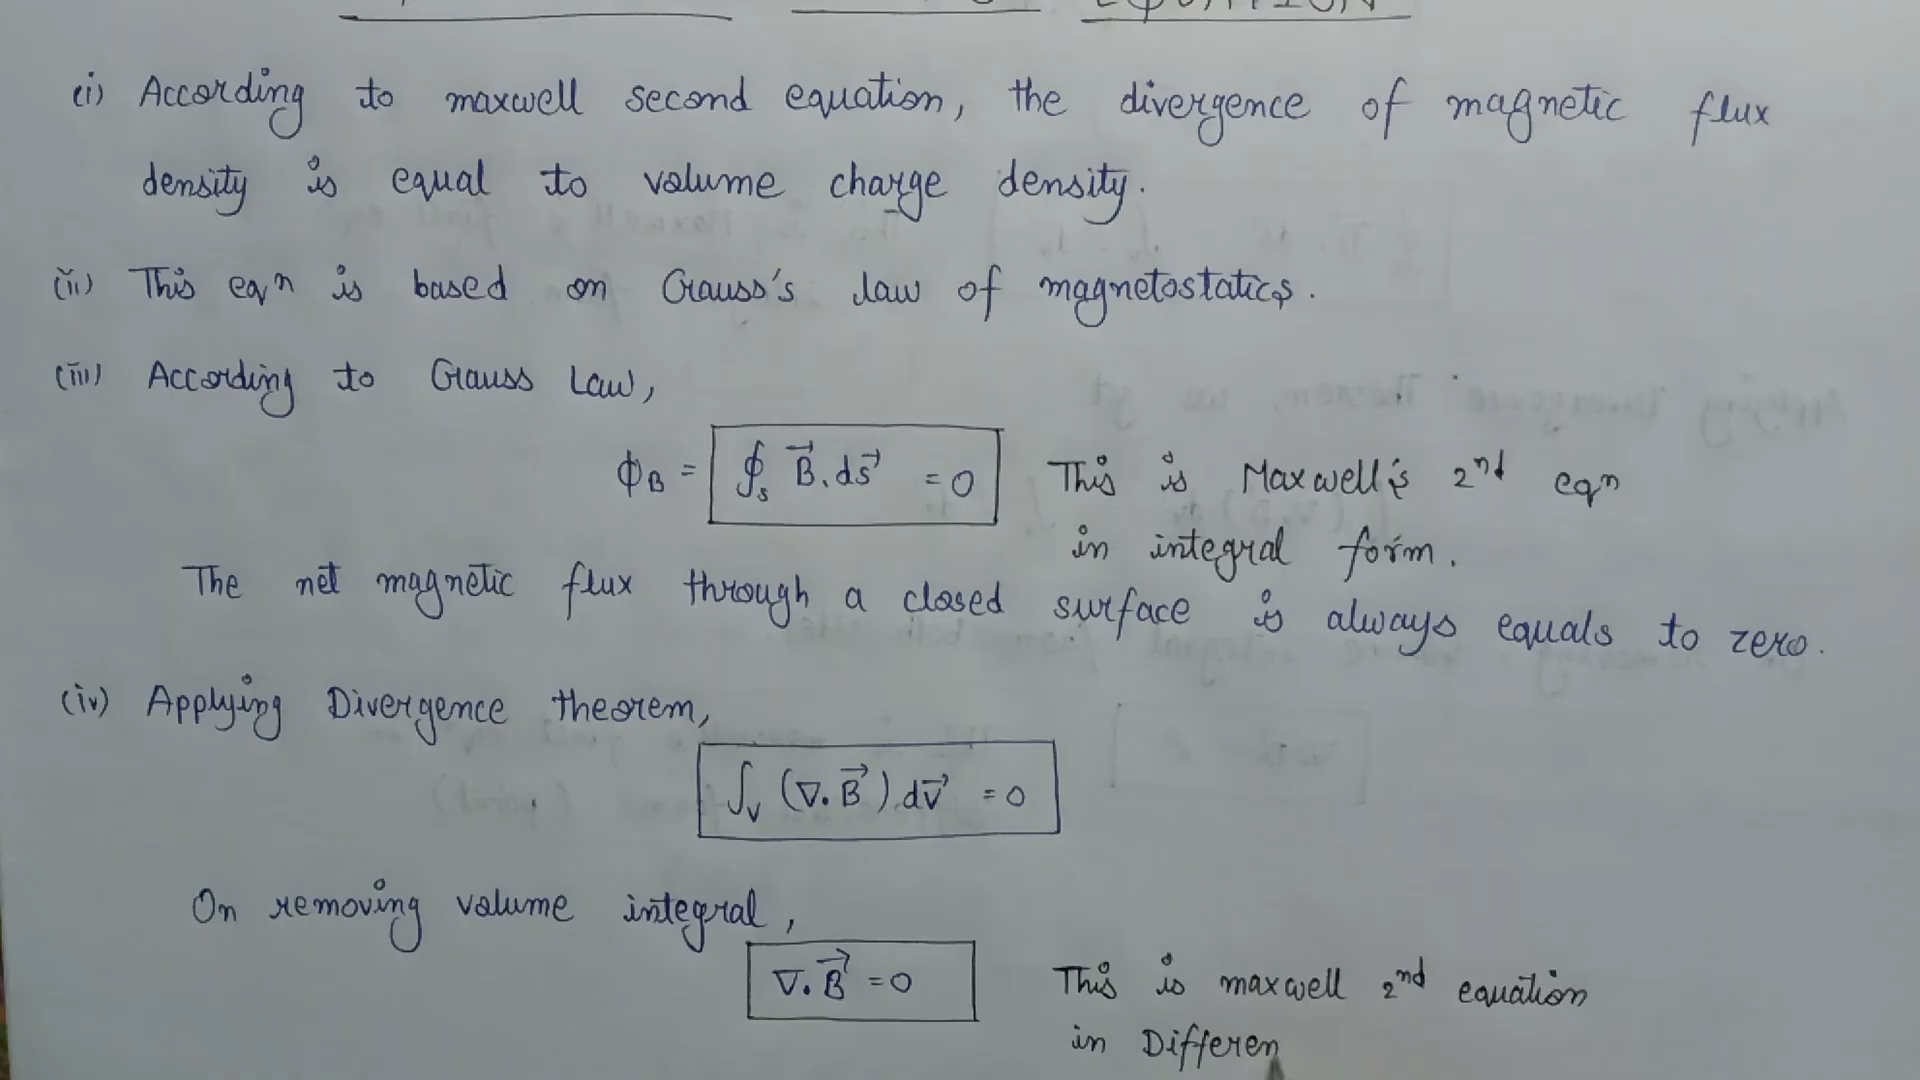 EQUATION
(i) According to maxwell second equation, the divergence of magnetic flux
density is equal to volume charge density.
(ii) This eqn is based on Gauss's law of magnetostatics.
(iii) According to Gauss Law,
ϕB = ∮s B⃗.ds⃗ = 0 This is Maxwell's 2nd eqn
in integral form.
The net magnetic flux through a closed surface is always equals to zero.
(iv) Applying Divergence theorem,
∫v (∇.B⃗).dv⃗ = 0
On removing volume integral,
∇.B⃗ = 0 This is maxwell 2nd equation
in Differen